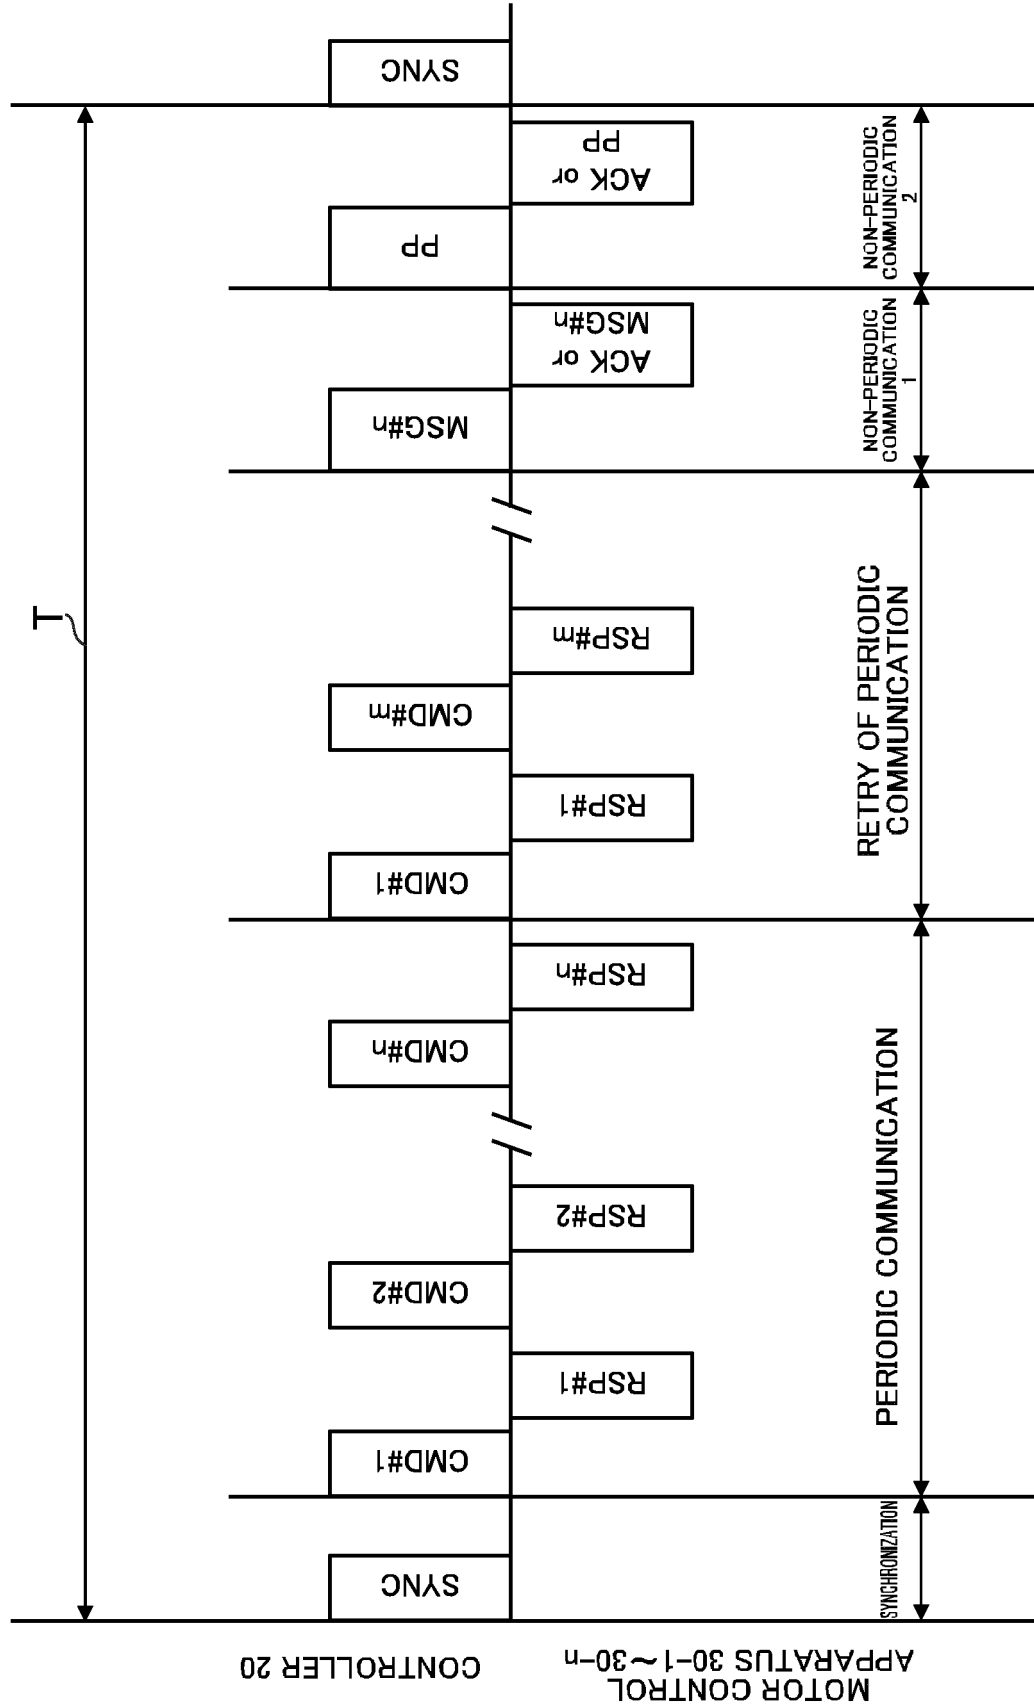 T
CONTROLLER 20
SYNC
CMD#1
CMD#2
CMD#n
CMD#1
CMD#m
MSG#n
PP
SYNC
MOTOR CONTROL
APPARATUS 30-1~30-n
RSP#1
RSP#2
RSP#n
RSP#1
RSP#m
ACK or
MSG#n
ACK or
PP
SYNCHRONIZATION
PERIODIC COMMUNICATION
RETRY OF PERIODIC
COMMUNICATION
NON-PERIODIC
COMMUNICATION
1
NON-PERIODIC
COMMUNICATION
2